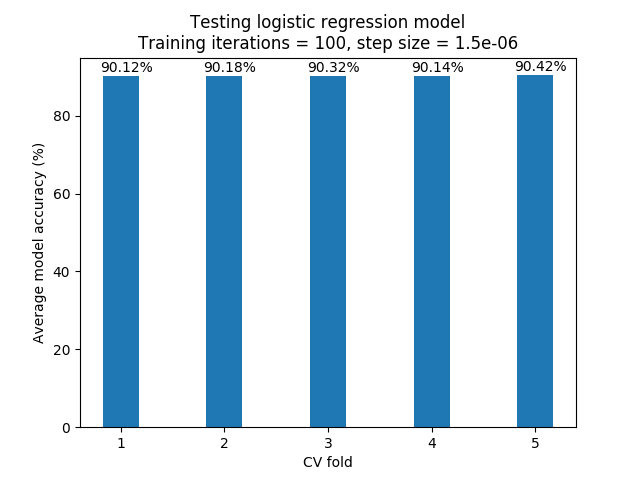 Testing logistic regression model
Training iterations = 100, step size = 1.5e-06
90.12% 90.18% 90.32% 90.14% 90.42%
80
60
40
20
0
Average model accuracy (%)
1 2 3 4 5
CV fold